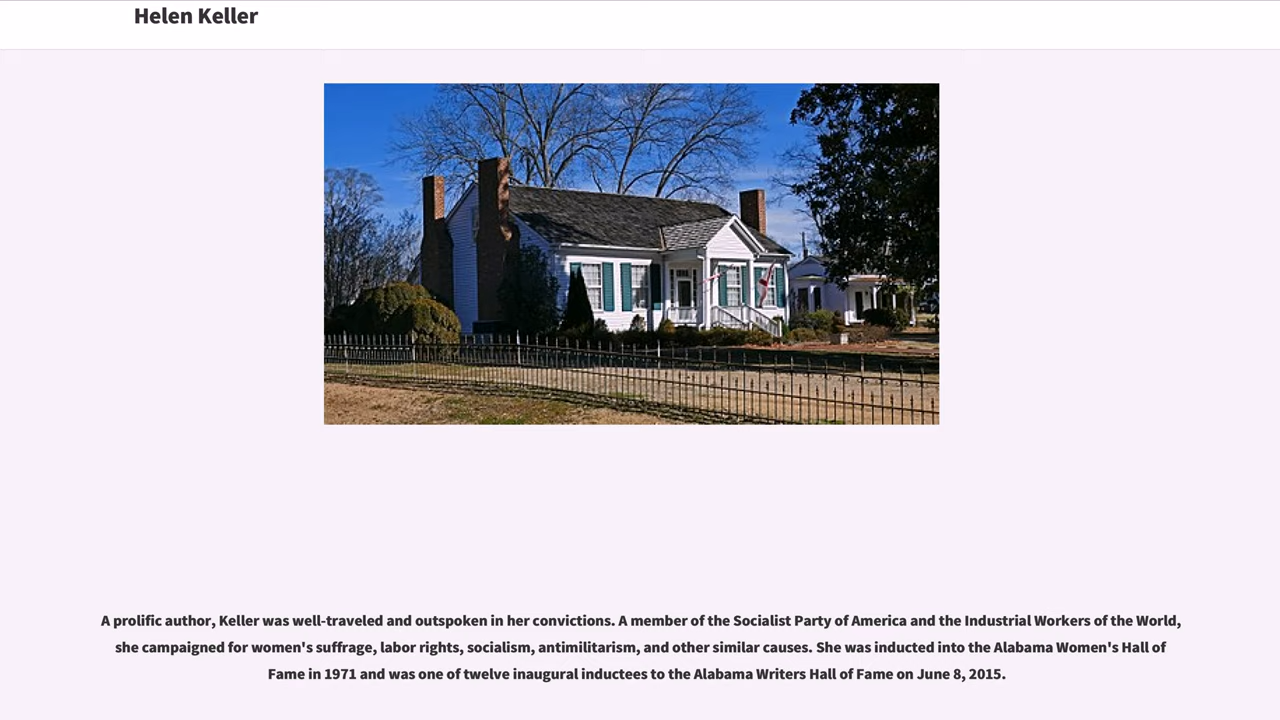 Helen Keller
A prolific author, Keller was well-traveled and outspoken in her convictions. A member of the Socialist Party of America and the Industrial Workers of the World,
she campaigned for women's suffrage, labor rights, socialism, antimilitarism, and other similar causes. She was inducted into the Alabama Women's Hall of
Fame in 1971 and was one of twelve inaugural inductees to the Alabama Writers Hall of Fame on June 8, 2015.